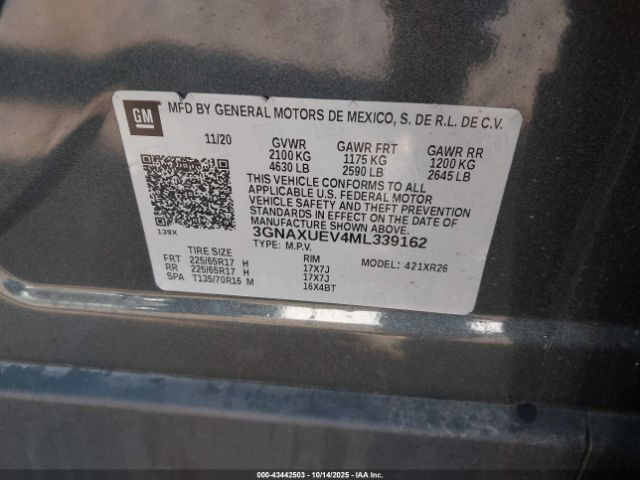 GM
MFD BY GENERAL MOTORS DE MEXICO, S. DE R.L. DE C.V.
11/20 GVWR GAWR FRT GAWR RR
2100 KG 1175 KG 1200 KG
4630 LB 2590 LB 2645 LB
THIS VEHICLE CONFORMS TO ALL
APPLICABLE U.S. FEDERAL MOTOR
VEHICLE SAFETY AND THEFT PREVENTION
STANDARDS IN EFFECT ON THE DATE OF
MANUFACTURE SHOWN ABOVE.
139X
3GNAXUEV4ML339162
TYPE: M.P.V. MODEL: 421XR26
TIRE SIZE RIM
FRT 225/65R17 H 17X7J
RR 225/65R17 H 17X7J
SPA T135/70R16 M 16X4BT
000-43442503 - 10/14/2025 - IAAI.COM